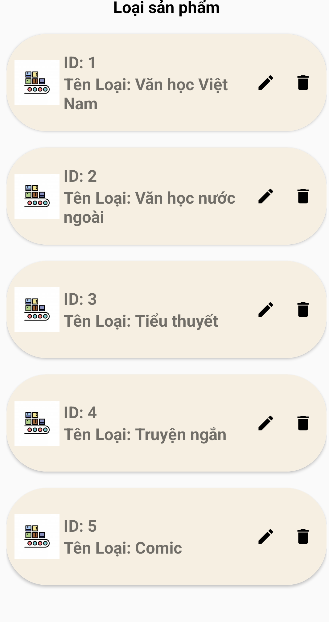 Loại sản phẩm
ID: 1
Tên Loại: Văn học Việt
Nam
ID: 2
Tên Loại: Văn học nước
ngoài
ID: 3
Tên Loại: Tiểu thuyết
ID: 4
Tên Loại: Truyện ngắn
ID: 5
Tên Loại: Comic